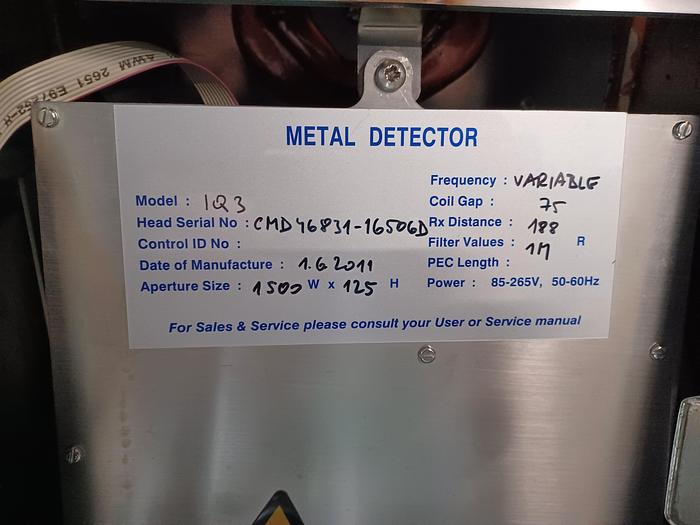 AWM 2651
METAL DETECTOR
Model : IQ3
Head Serial No : CMD46831-16506D
Control ID No :
Date of Manufacture : 1.6.2011
Aperture Size : 1500 W x 125 H
Frequency : VARIABLE
Coil Gap : 75
Rx Distance : 188
Filter Values : 1M R
PEC Length :
Power : 85-265V, 50-60Hz
For Sales & Service please consult your User or Service manual